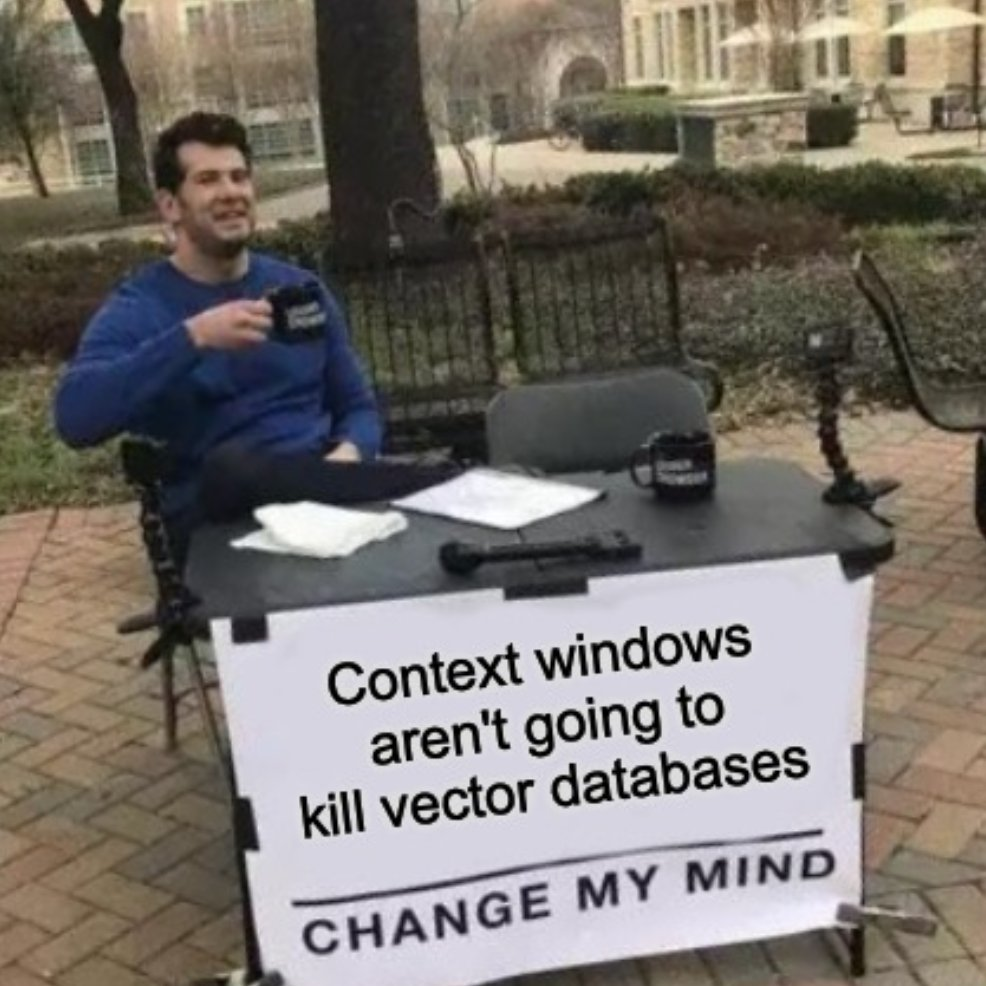 Context windows
aren't going to
kill vector databases
CHANGE MY MIND